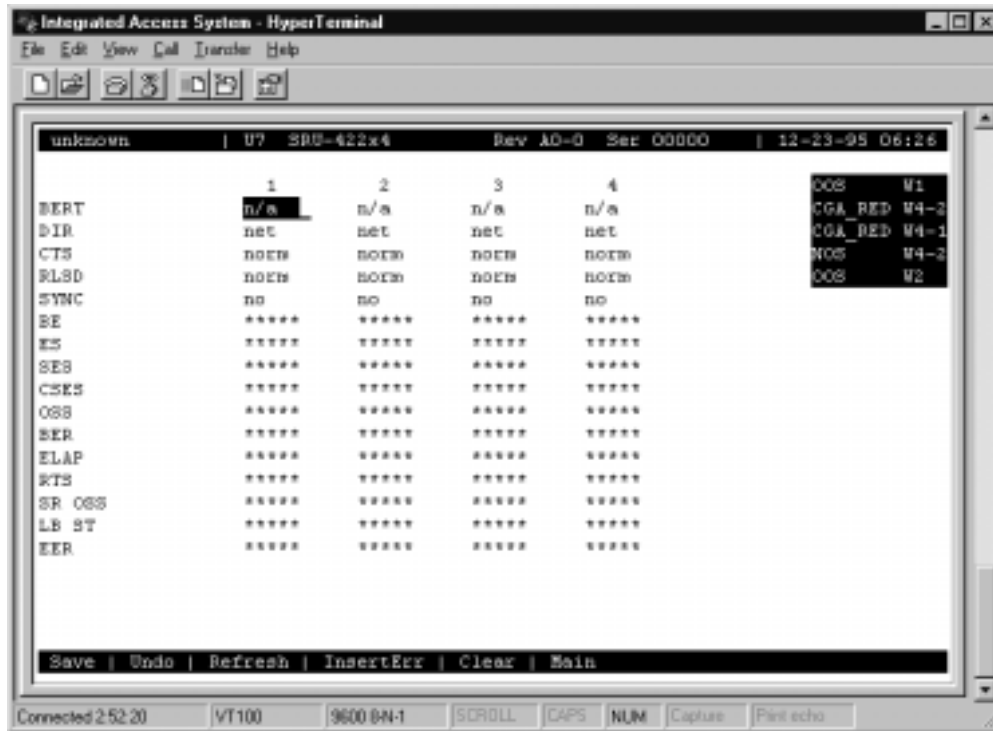 Integrated Access System - HyperTerminal
File Edit View Call Transfer Help
unknown | U7 SRU-422x4 Rev A0-0 Ser 00000 | 12-23-95 06:26
1 2 3 4 OOS W1
BERT n/a n/a n/a n/a CGA_RED W4-2
DIR net net net net CGA_RED W4-1
CTS norm norm norm norm NOS W4-2
RLSD norm norm norm norm OOS W2
SYNC no no no no
BE ***** ***** ***** *****
ES ***** ***** ***** *****
SES ***** ***** ***** *****
CSES ***** ***** ***** *****
OSS ***** ***** ***** *****
BER ***** ***** ***** *****
ELAP ***** ***** ***** *****
RTS ***** ***** ***** *****
SR OSS ***** ***** ***** *****
LB ST ***** ***** ***** *****
EER ***** ***** ***** *****
Save | Undo | Refresh | InsertErr | Clear | Main
Connected 2:52:20 VT100 9600 8-N-1 SCROLL CAPS NUM Capture Print echo